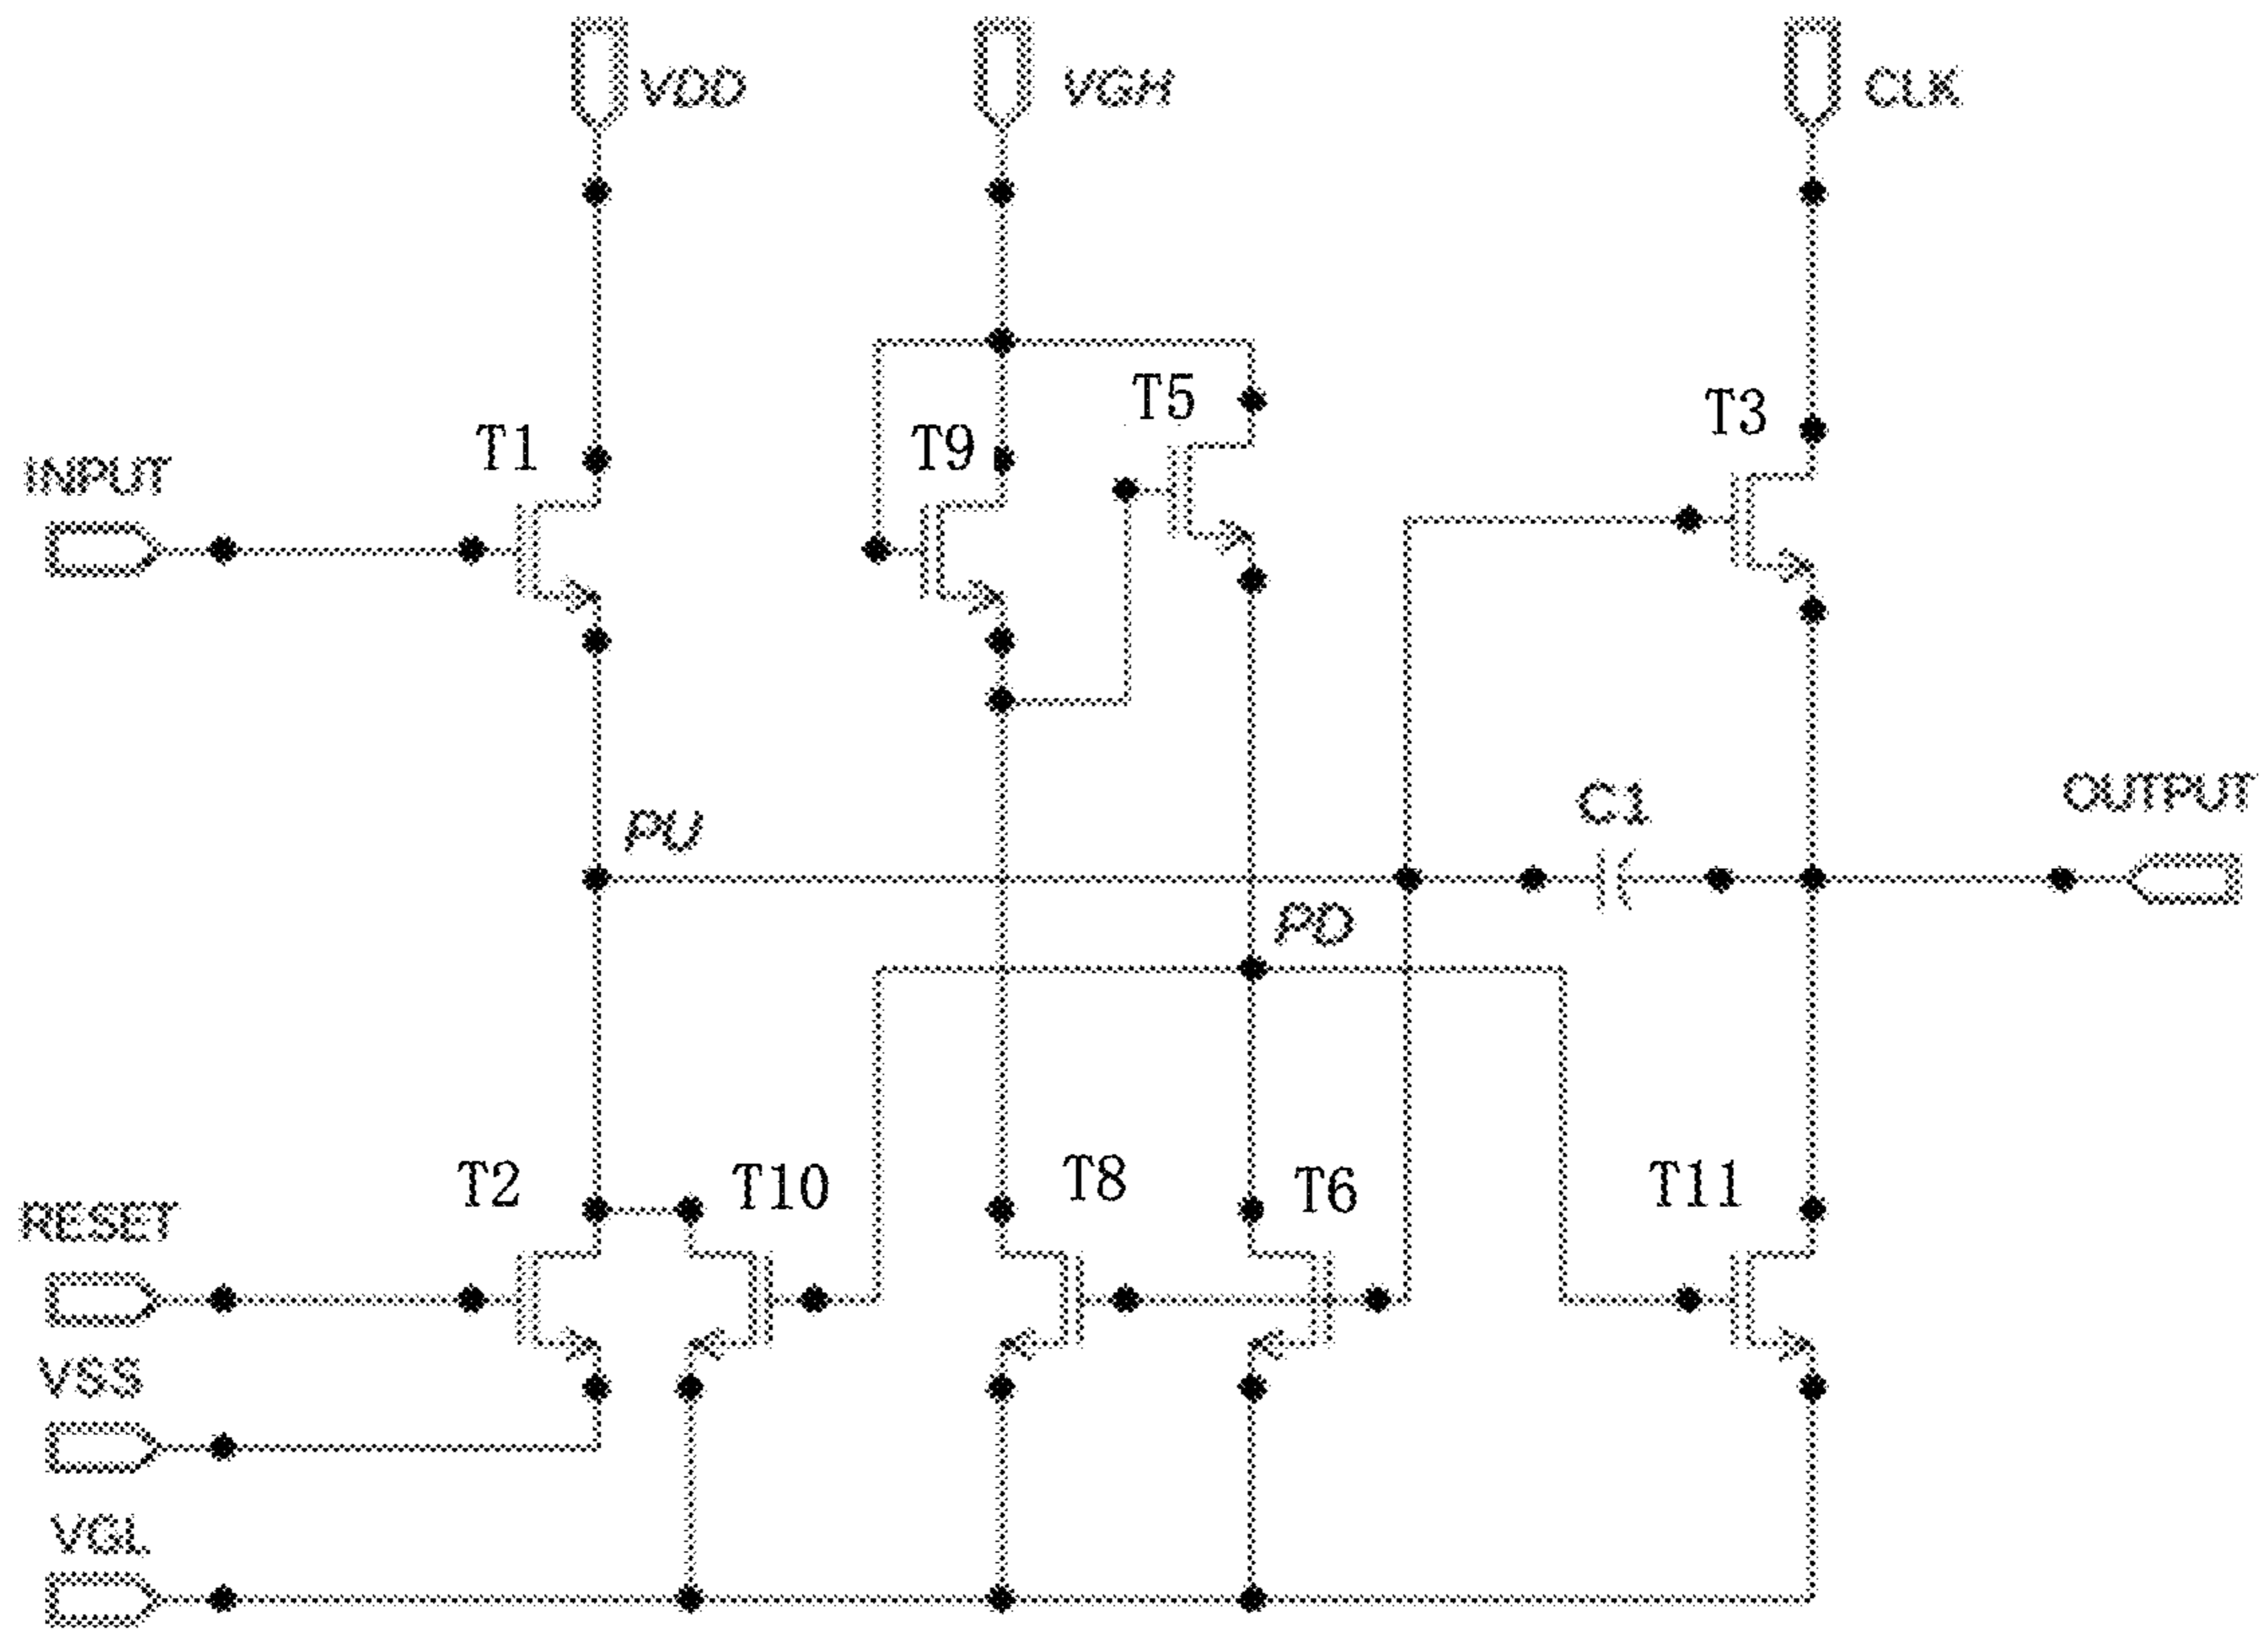 VDD
VGH
CLK
T5
T3
T1
T9
INPUT
C1
OUTPUT
PU
PD
T2
T10
T8
T6
T11
RESET
VSS
VGL